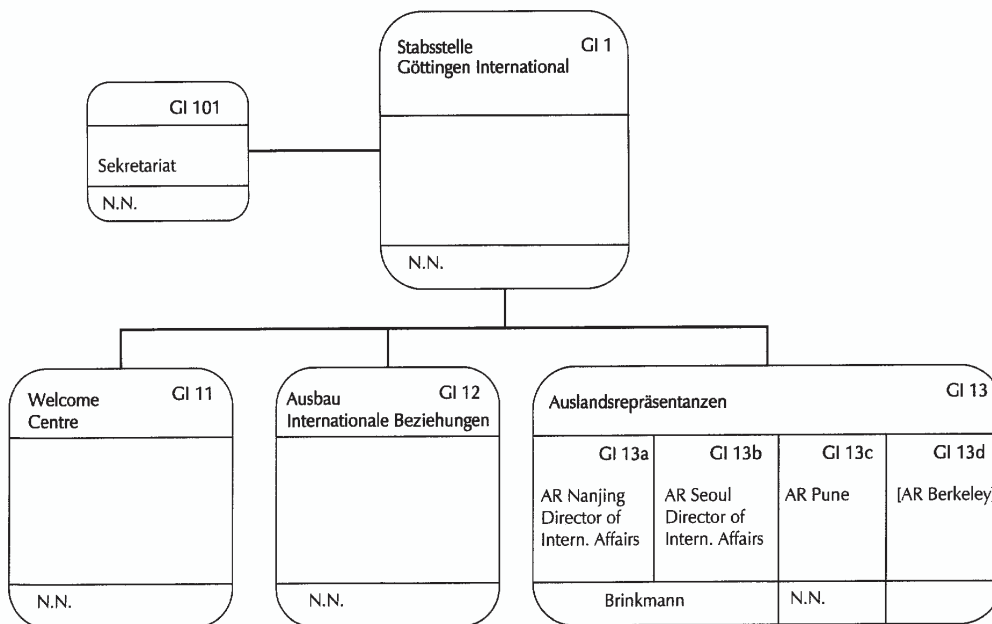 Stabsstelle GI 1
Göttingen International
N.N.
GI 101
Sekretariat
N.N.
Welcome GI 11
Centre
N.N.
Ausbau GI 12
Internationale Beziehungen
N.N.
Auslandsrepräsentanzen GI 13
GI 13a
AR Nanjing
Director of
Intern. Affairs
GI 13b
AR Seoul
Director of
Intern. Affairs
Brinkmann
GI 13c
AR Pune
N.N.
GI 13d
[AR Berkeley]